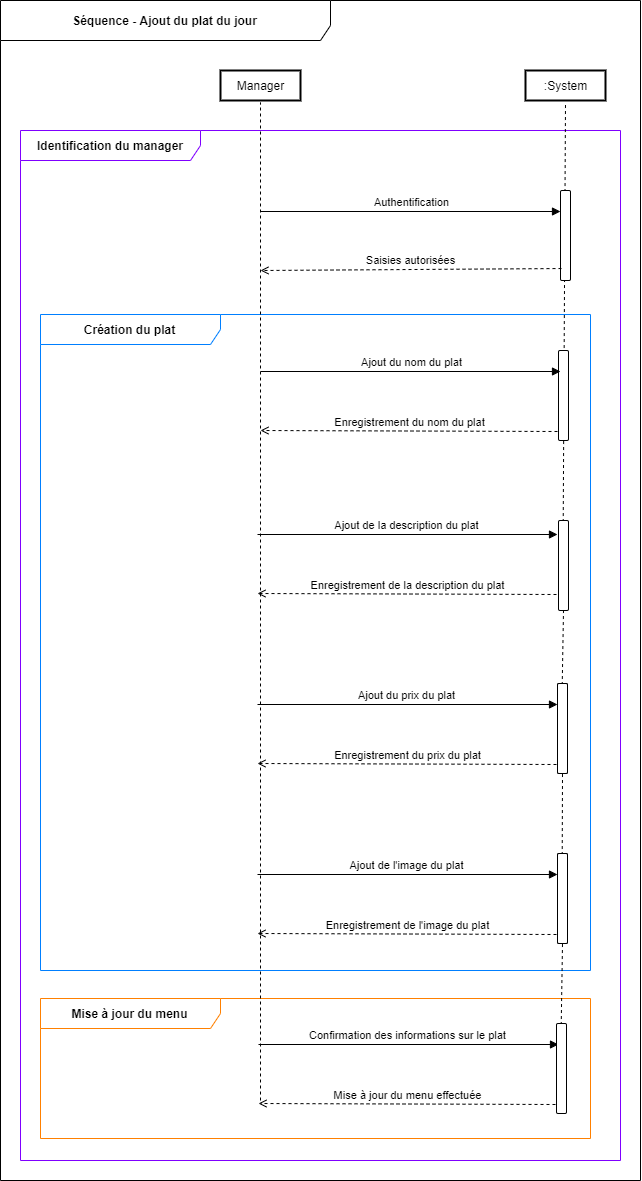 Séquence - Ajout du plat du jour
Manager
:System
Identification du manager
Authentification
Saisies autorisées
Création du plat
Ajout du nom du plat
Enregistrement du nom du plat
Ajout de la description du plat
Enregistrement de la description du plat
Ajout du prix du plat
Enregistrement du prix du plat
Ajout de l'image du plat
Enregistrement de l'image du plat
Mise à jour du menu
Confirmation des informations sur le plat
Mise à jour du menu effectuée